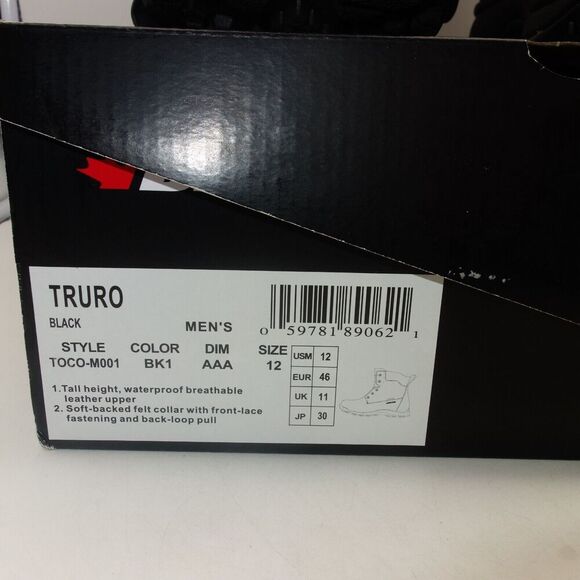 TRURO
BLACK
MEN'S
0 59781 89062 1
STYLE COLOR DIM SIZE
TOCO-M001 BK1 AAA 12
USM 12
EUR 46
UK 11
JP 30
1.Tall height, waterproof breathable
leather upper
2. Soft-backed felt collar with front-lace
fastening and back-loop pull